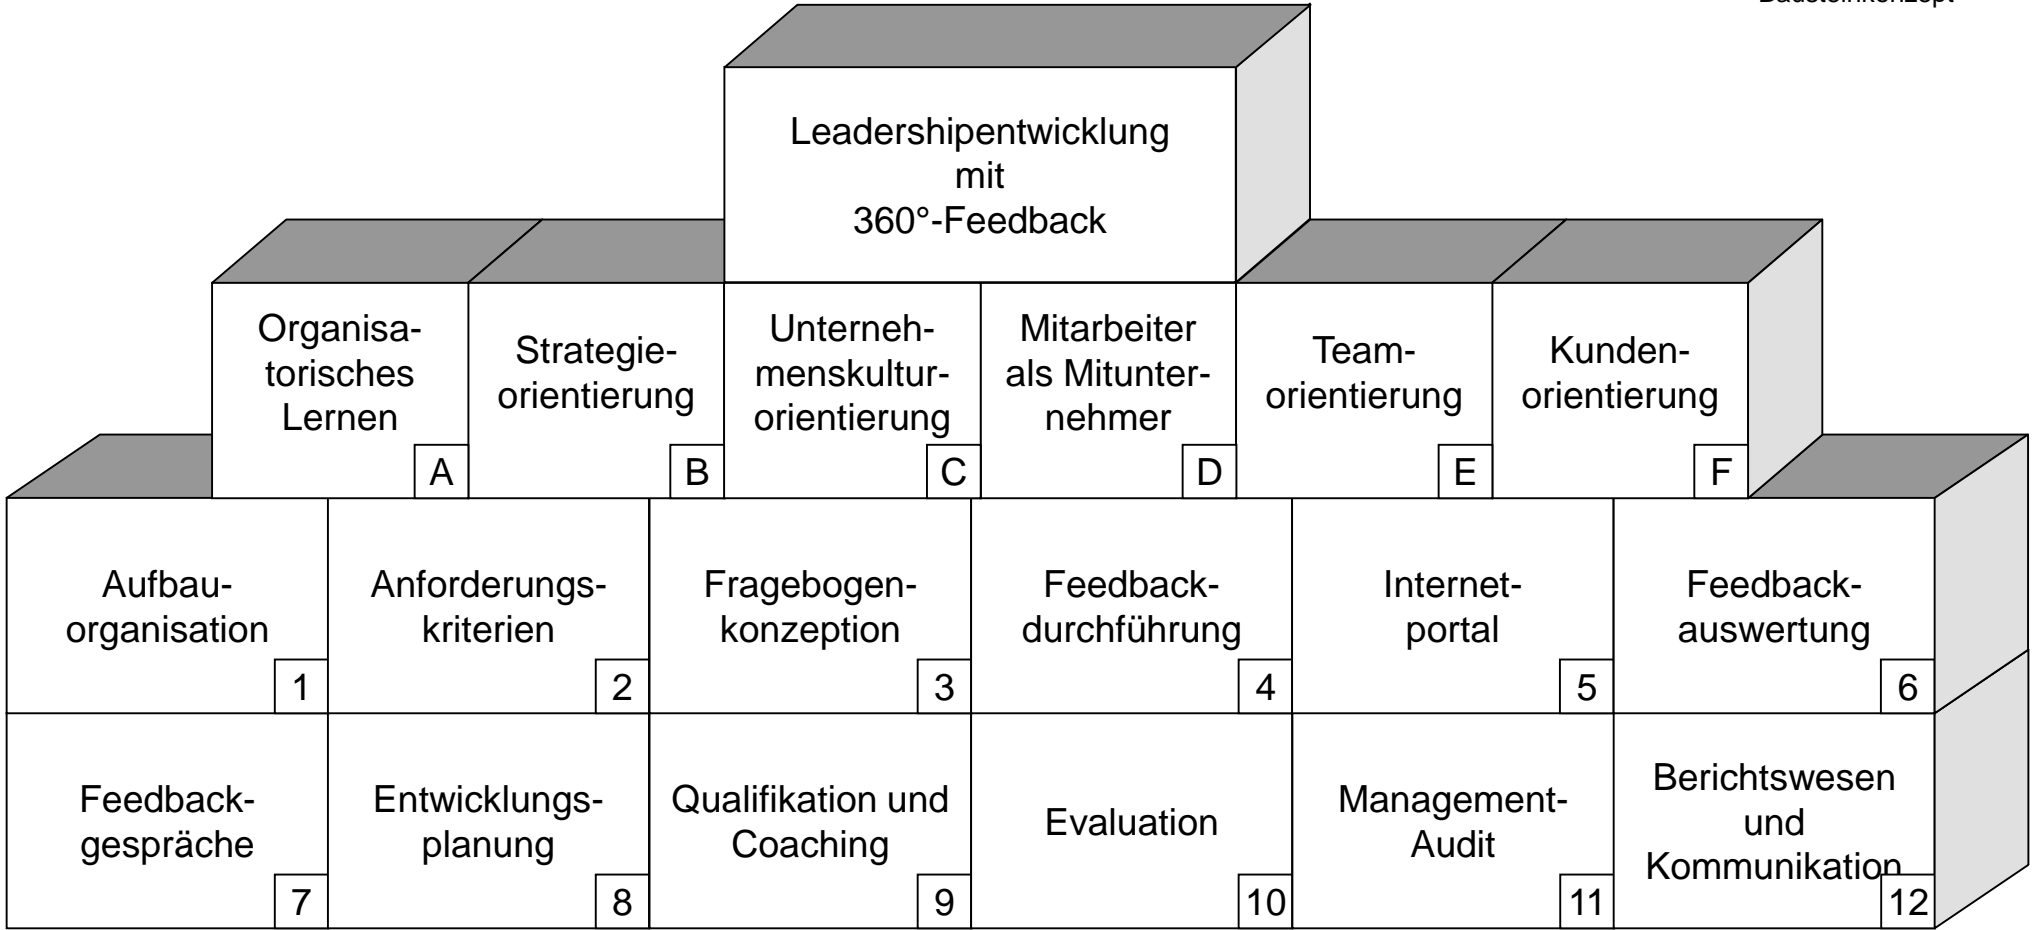 Bausteinkonzept
Leadershipentwicklung
mit
360°-Feedback
Organisa-
torisches
Lernen
A
Strategie-
orientierung
B
Unterneh-
menskultur-
orientierung
C
Mitarbeiter
als Mitunter-
nehmer
D
Team-
orientierung
E
Kunden-
orientierung
F
Aufbau-
organisation
1
Anforderungs-
kriterien
2
Fragebogen-
konzeption
3
Feedback-
durchführung
4
Internet-
portal
5
Feedback-
auswertung
6
Feedback-
gespräche
7
Entwicklungs-
planung
8
Qualifikation und
Coaching
9
Evaluation
10
Management-
Audit
11
Berichtswesen
und
Kommunikation
12